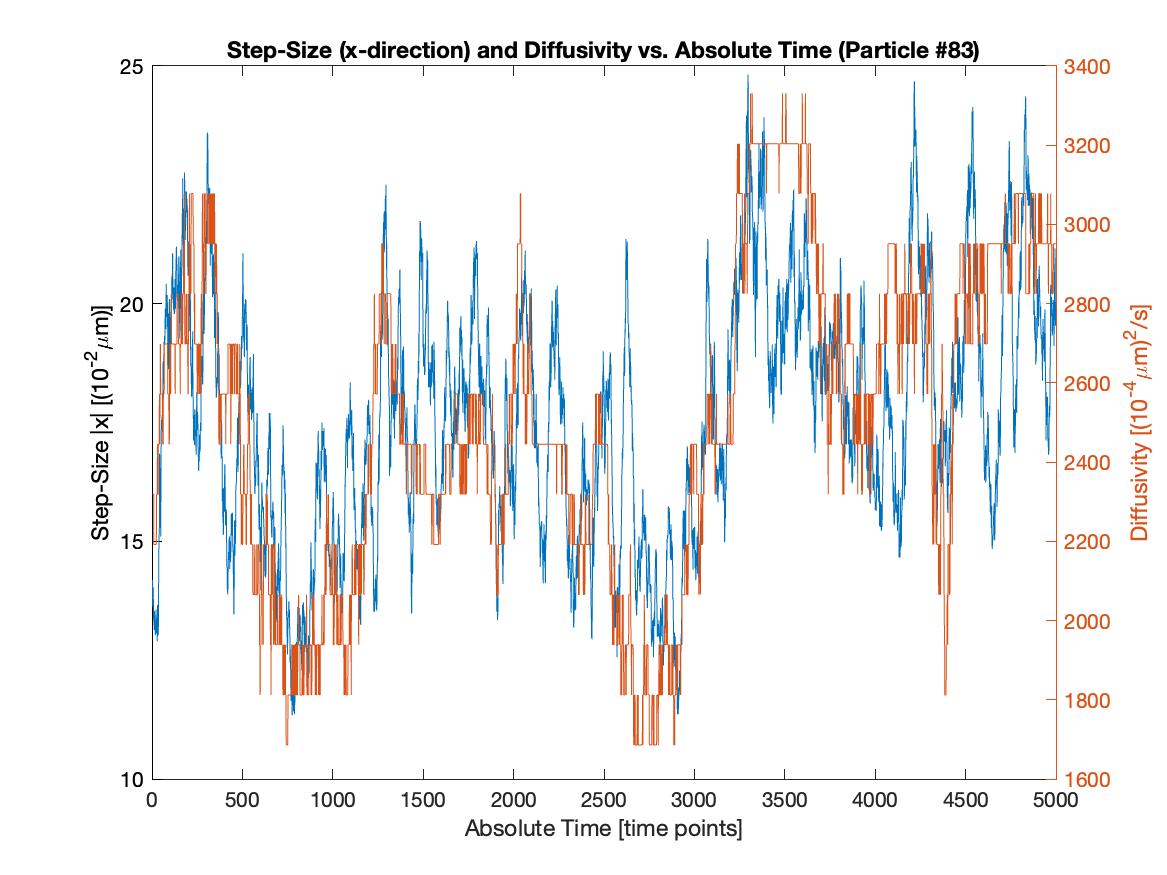 Step-Size (x-direction) and Diffusivity vs. Absolute Time (Particle #83)
25
20
15
10
Step-Size |x| [(10⁻² μm)]
3400
3200
3000
2800
2600
2400
2200
2000
1800
1600
Diffusivity [(10⁻⁴ μm)²/s]
0 500 1000 1500 2000 2500 3000 3500 4000 4500 5000
Absolute Time [time points]